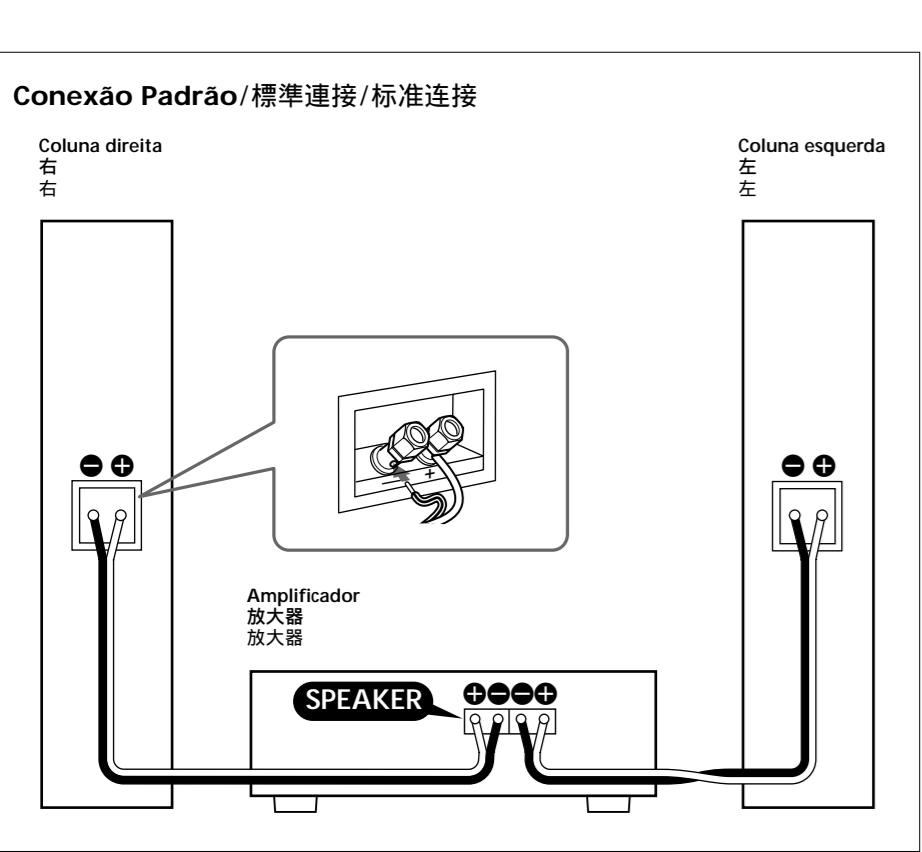 Conexão Padrão/標準連接/标准连接
Coluna direita
右
右
Coluna esquerda
左
左
− +
− +
− +
Amplificador
放大器
放大器
SPEAKER
+ − − +